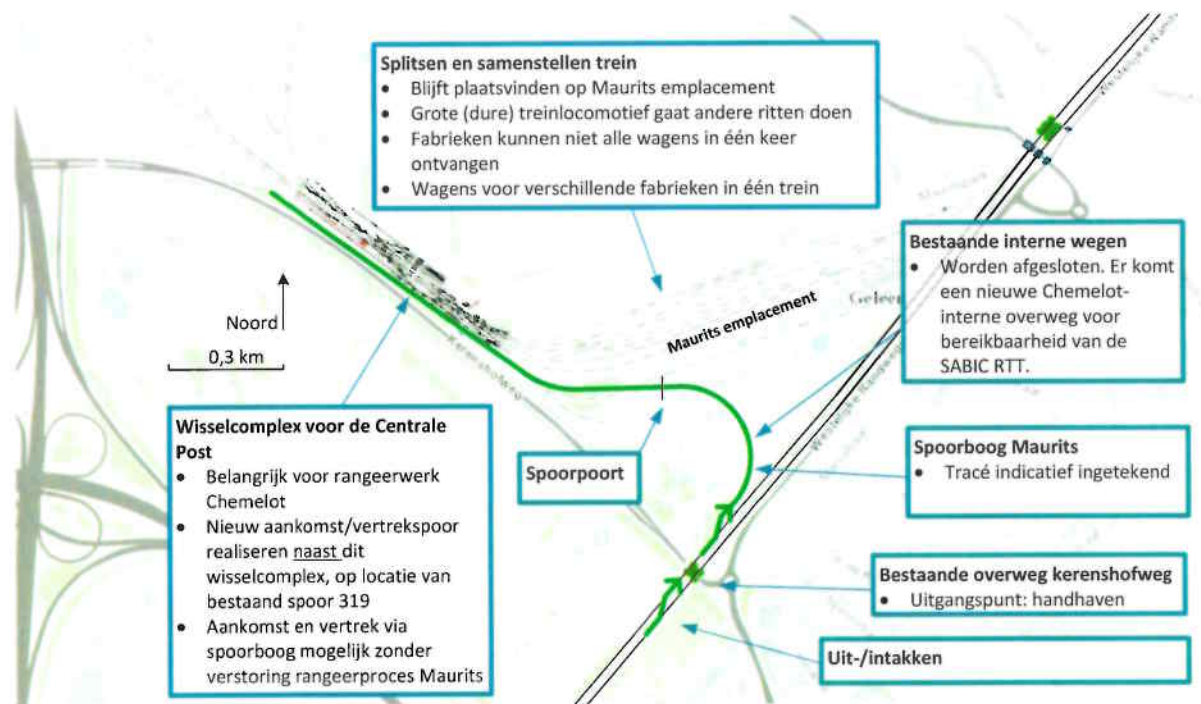 Splitsen en samenstellen trein
• Blijft plaatsvinden op Maurits emplacement
• Grote (dure) treinlocomotief gaat andere ritten doen
• Fabrieken kunnen niet alle wagens in één keer
ontvangen
• Wagens voor verschillende fabrieken in één trein
Bestaande interne wegen
• Worden afgesloten. Er komt
een nieuwe Chemelot-
interne overweg voor
bereikbaarheid van de
SABIC RTT.
Geleen
Maurits emplacement
Noord
0,3 km
Kerenshofweg
Wisselcomplex voor de Centrale
Post
• Belangrijk voor rangeerwerk
Chemelot
• Nieuw aankomst/vertrekspoor
realiseren naast dit
wisselcomplex, op locatie van
bestaand spoor 319
• Aankomst en vertrek via
spoorboog mogelijk zonder
verstoring rangeerproces Maurits
Spoorpoort
Spoorboog Maurits
• Tracé indicatief ingetekend
Bestaande overweg kerenshofweg
• Uitgangspunt: handhaven
Uit-/intakken